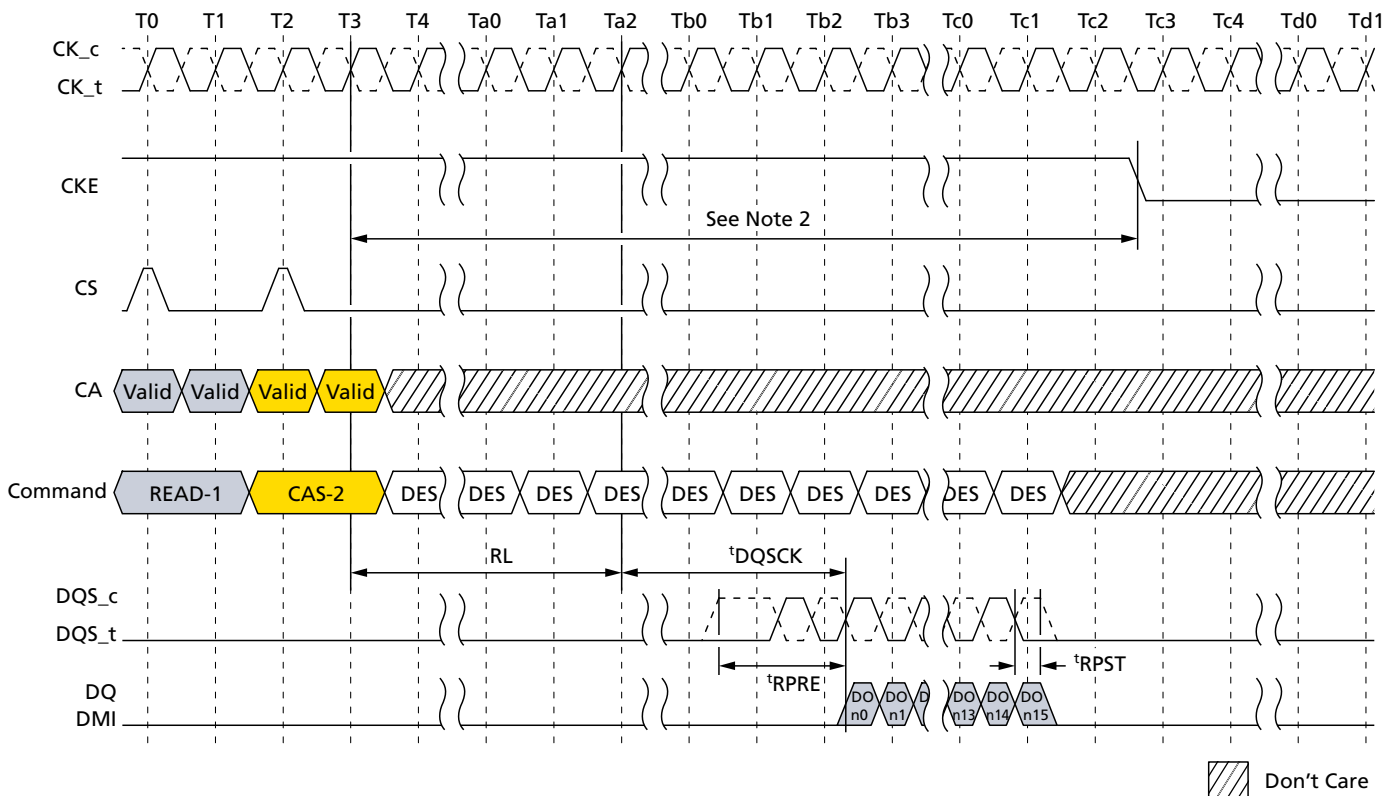 T0 T1 T2 T3 T4 Ta0 Ta1 Ta2 Tb0 Tb1 Tb2 Tb3 Tc0 Tc1 Tc2 Tc3 Tc4 Td0 Td1
CK_c
CK_t
CKE
See Note 2
CS
CA Valid Valid Valid Valid
Command READ-1 CAS-2 DES DES DES DES DES DES DES DES DES DES
RL tDQSCK
DQS_c
DQS_t
tRPRE tRPST
DQ DO DO D DO DO DO
DMI n0 n1 n13 n14 n15
Don't Care